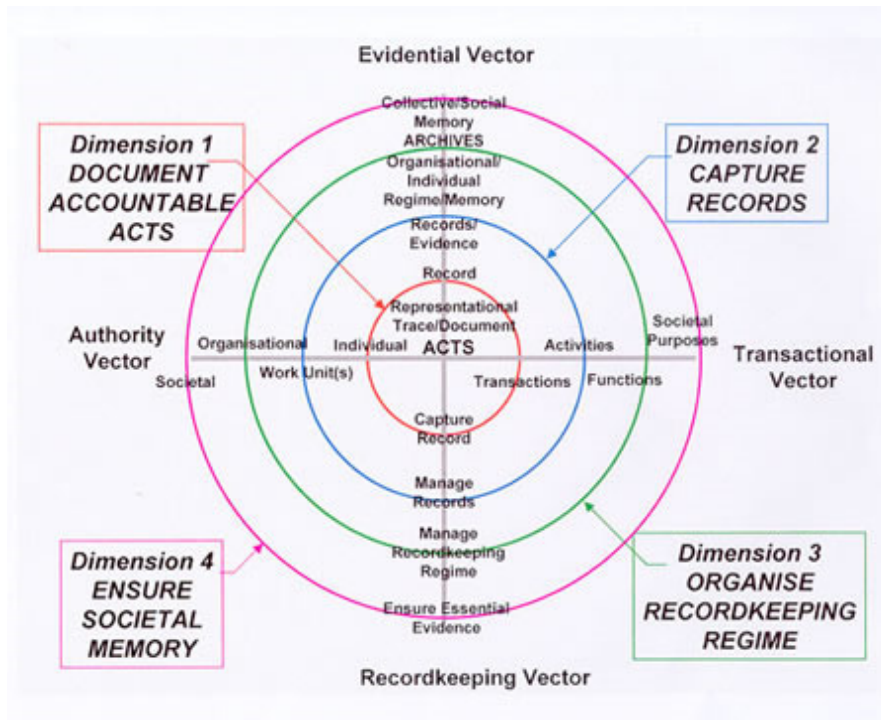 Evidential Vector
Collective/Social
Memory
ARCHIVES
Dimension 1
DOCUMENT
ACCOUNTABLE
ACTS
Dimension 2
CAPTURE
RECORDS
Organisational/
Individual
Regime/Memory
Records/
Evidence
Record
Representational
Trace/Document
ACTS
Authority
Vector
Organisational
Individual
Societal
Work Unit(s)
Activities
Societal
Purposes
Transactions
Functions
Transactional
Vector
Capture
Record
Manage
Records
Manage
Recordkeeping
Regime
Ensure Essential
Evidence
Dimension 4
ENSURE
SOCIETAL
MEMORY
Dimension 3
ORGANISE
RECORDKEEPING
REGIME
Recordkeeping Vector